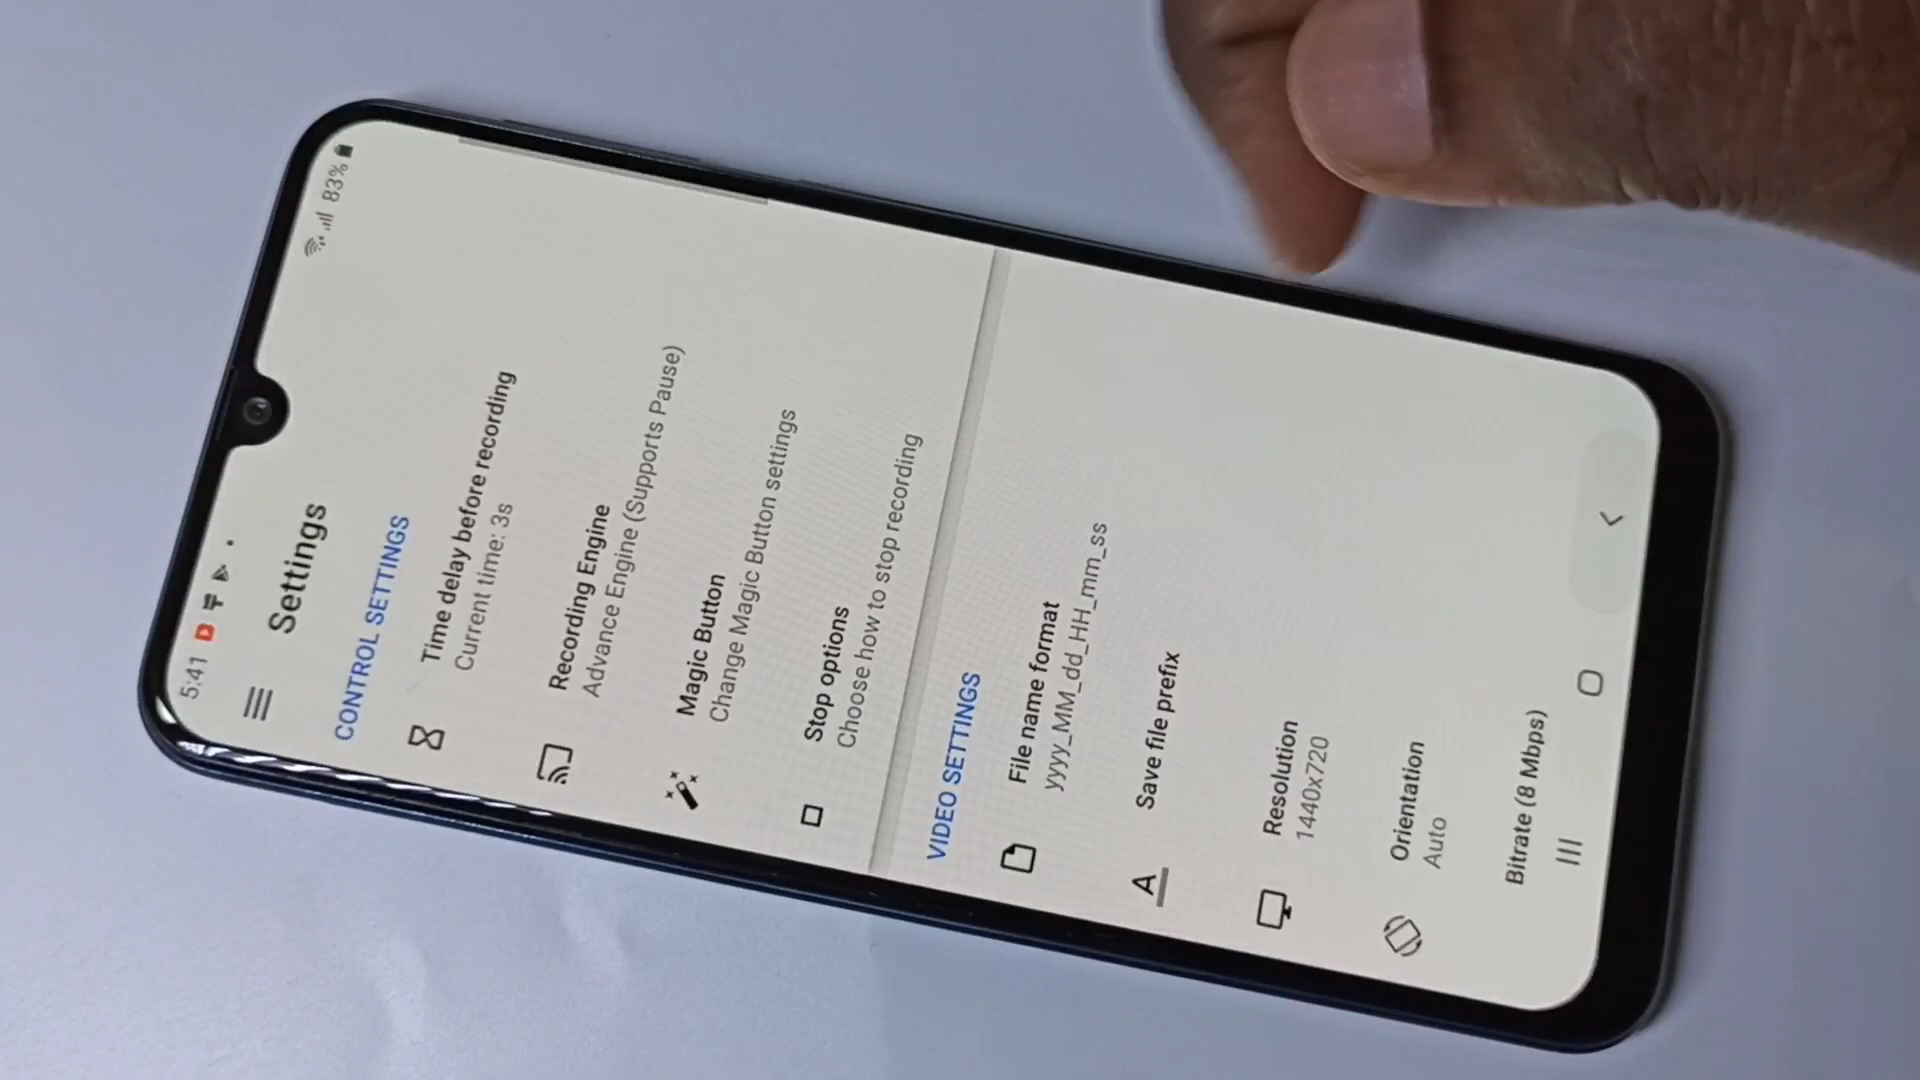 5:41
83%
Settings
CONTROL SETTINGS
Time delay before recording
Current time: 3s
Recording Engine
Advance Engine (Supports Pause)
Magic Button
Change Magic Button settings
Stop options
Choose how to stop recording
VIDEO SETTINGS
File name format
yyyy_MM_dd_HH_mm_ss
A
Save file prefix
Resolution
1440x720
Orientation
Auto
Bitrate (8 Mbps)